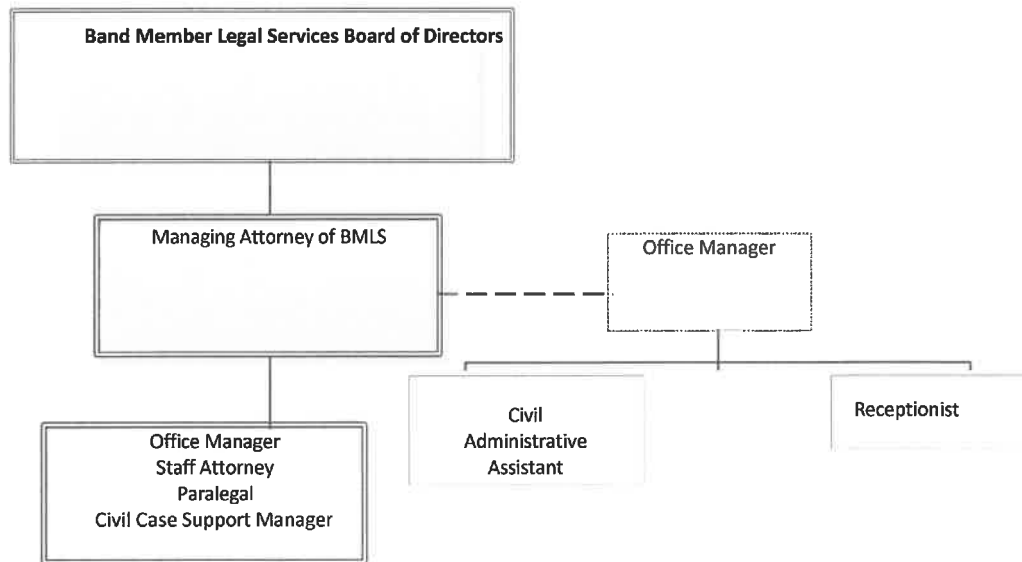 Band Member Legal Services Board of Directors
Managing Attorney of BMLS
Office Manager
Civil
Administrative
Assistant
Receptionist
Office Manager
Staff Attorney
Paralegal
Civil Case Support Manager